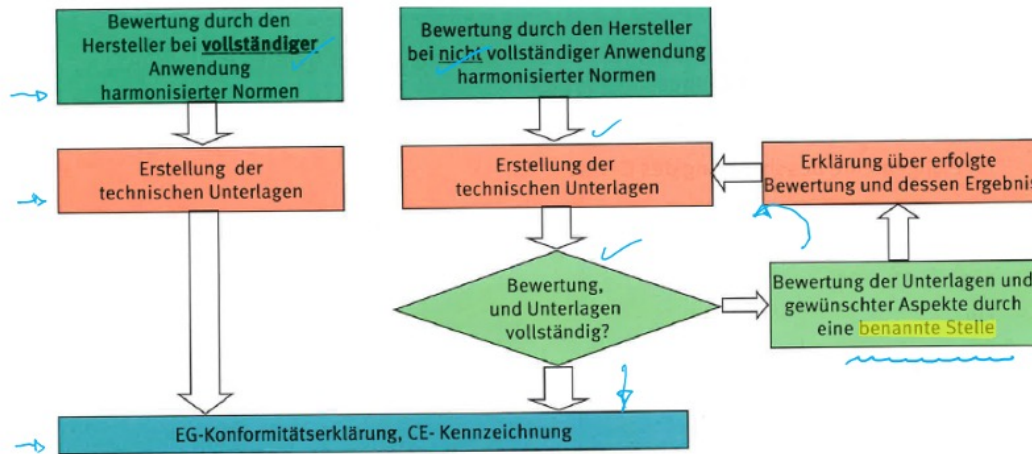 Bewertung durch den
Hersteller bei vollständiger
Anwendung
harmonisierter Normen
Erstellung der
technischen Unterlagen
Bewertung durch den Hersteller
bei nicht vollständiger Anwendung
harmonisierter Normen
Erstellung der
technischen Unterlagen
Erklärung über erfolgte
Bewertung und dessen Ergebnis
Bewertung,
und Unterlagen
vollständig?
Bewertung der Unterlagen und
gewünschter Aspekte durch
eine benannte Stelle
EG-Konformitätserklärung, CE- Kennzeichnung